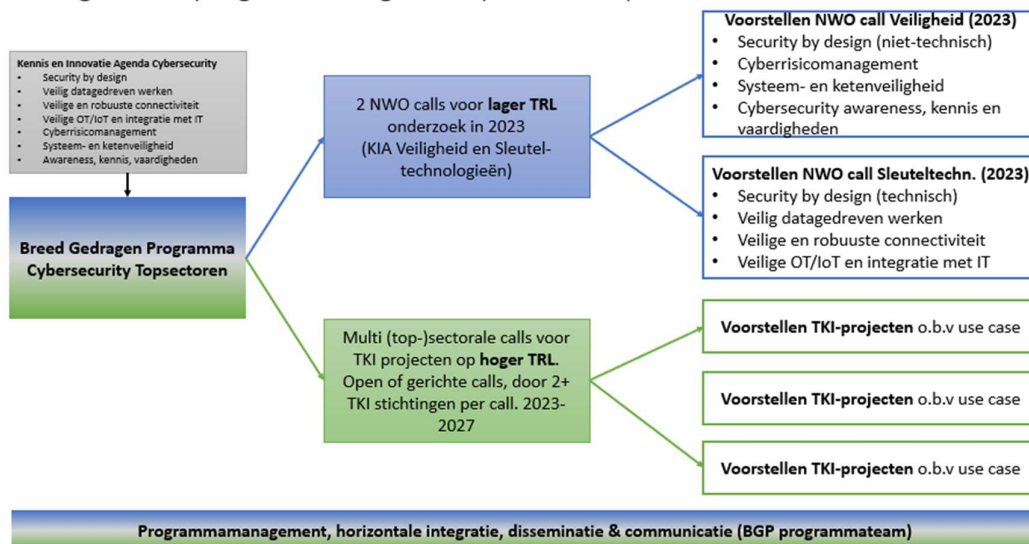 Kennis en Innovatie Agenda Cybersecurity
• Security by design
• Veilig datagedreven werken
• Veilige en robuuste connectiviteit
• Veilige OT/IoT en integratie met IT
• Cyberrisicomanagement
• Systeem- en ketenveiligheid
• Awareness, kennis, vaardigheden
Breed Gedragen Programma
Cybersecurity Topsectoren
2 NWO calls voor lager TRL
onderzoek in 2023
(KIA Veiligheid en Sleutel-
technologieën)
Multi (top-)sectorale calls voor
TKI projecten op hoger TRL.
Open of gerichte calls, door 2+
TKI stichtingen per call. 2023-
2027
Voorstellen NWO call Veiligheid (2023)
• Security by design (niet-technisch)
• Cyberrisicomanagement
• Systeem- en ketenveiligheid
• Cybersecurity awareness, kennis en
vaardigheden
Voorstellen NWO call Sleuteltechn. (2023)
• Security by design (technisch)
• Veilig datagedreven werken
• Veilige en robuuste connectiviteit
• Veilige OT/IoT en integratie met IT
Voorstellen TKI-projecten o.b.v use case
Voorstellen TKI-projecten o.b.v use case
Voorstellen TKI-projecten o.b.v use case
Programmamanagement, horizontale integratie, disseminatie & communicatie (BGP programmateam)